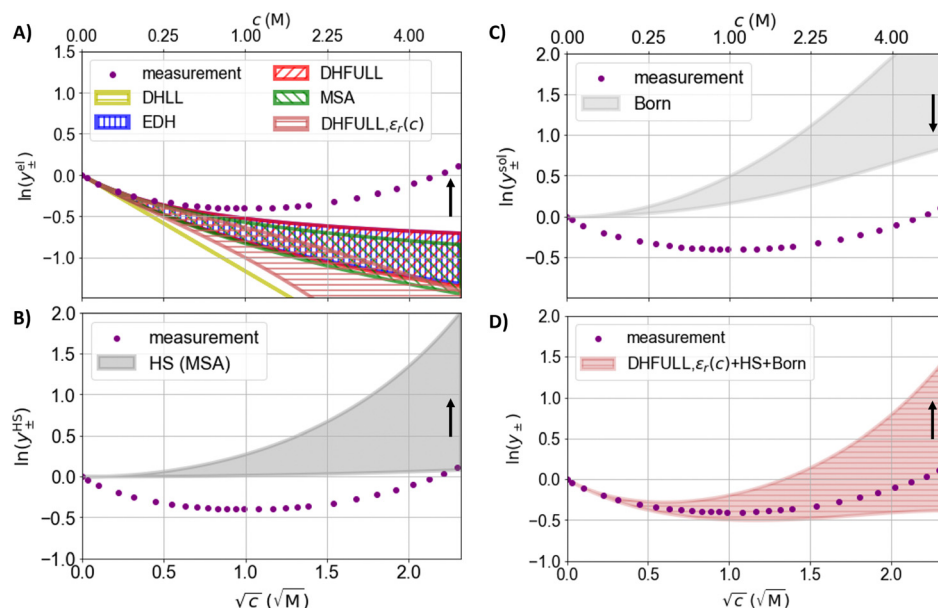 A)
c (M)
0.00 0.25 1.00 2.25 4.00
1.5
1.0
0.5
0.0
−0.5
−1.0
ln(y±^el)
measurement
DHLL
EDH
DHFULL
MSA
DHFULL,εr(c)
C)
c (M)
0.00 0.25 1.00 2.25 4.00
2.0
1.5
1.0
0.5
0.0
−0.5
ln(y±^sol)
measurement
Born
B)
2.0
1.5
1.0
0.5
0.0
−0.5
−1.0
ln(y±^HS)
measurement
HS (MSA)
0.0 0.5 1.0 1.5 2.0
√c (√M)
D)
2.0
1.5
1.0
0.5
0.0
−0.5
−1.0
ln(y±)
measurement
DHFULL,εr(c)+HS+Born
0.0 0.5 1.0 1.5 2.0
√c (√M)